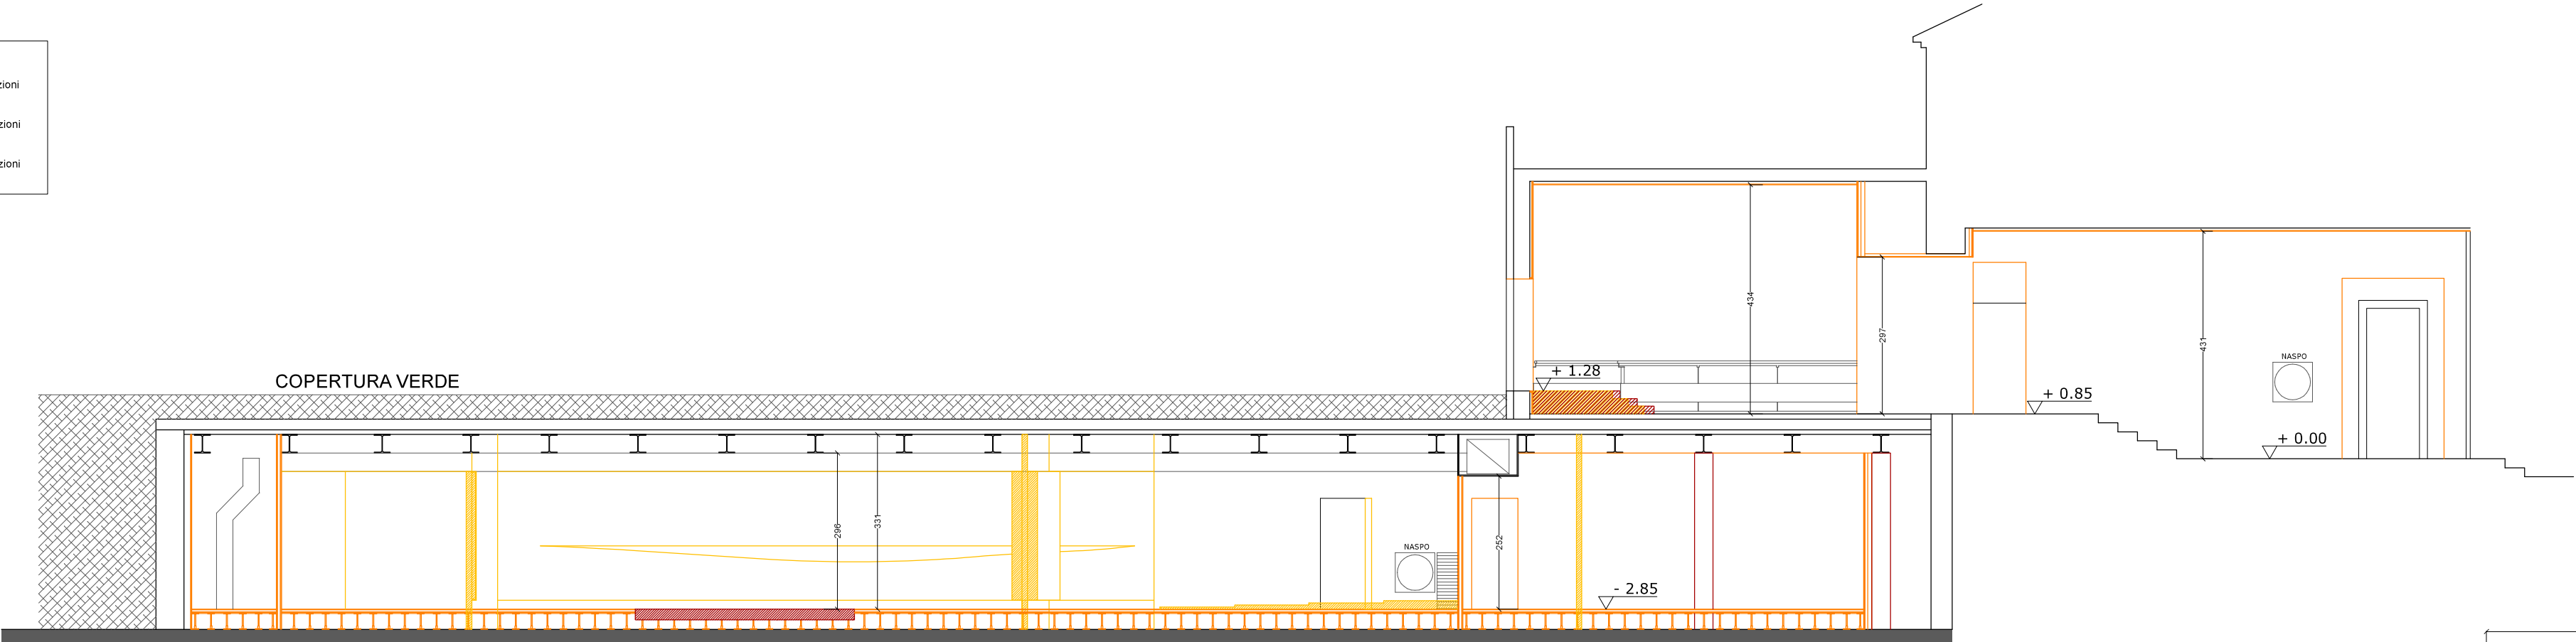 zioni
zioni
zioni
COPERTURA VERDE
+ 1.28
434
297
+ 0.85
431
+ 0.00
NASPO
296
331
NASPO
252
- 2.85